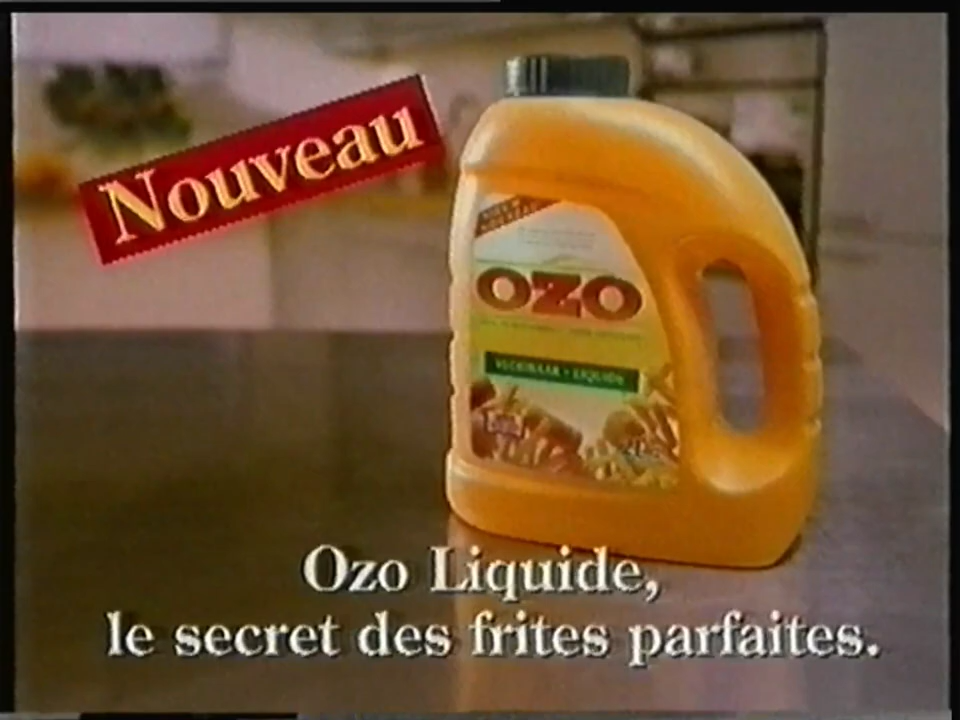 Nouveau
OZO
VLOEIBAAR • LIQUIDE
Ozo Liquide,
le secret des frites parfaites.